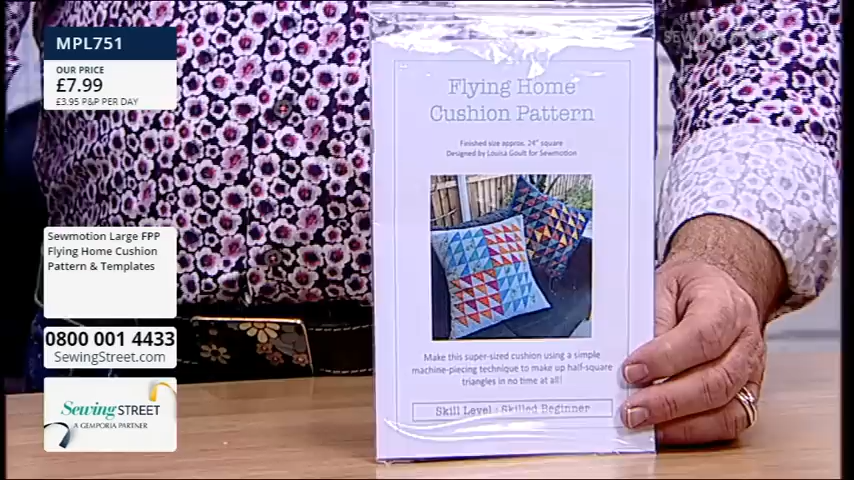 MPL751
OUR PRICE
£7.99
£3.95 P&P PER DAY
Sewmotion Large FPP
Flying Home Cushion
Pattern & Templates
0800 001 4433
SewingStreet.com
Sewing STREET
A GEMPORIA PARTNER
SEWING STREET
Flying Home
Cushion Pattern
Finished size approx. 24" square
Designed by Louisa Goult for Sewmotion
Make this super-sized cushion using a simple
machine-piecing technique to make up half-square
triangles in no time at all!
Skill Level : Skilled Beginner